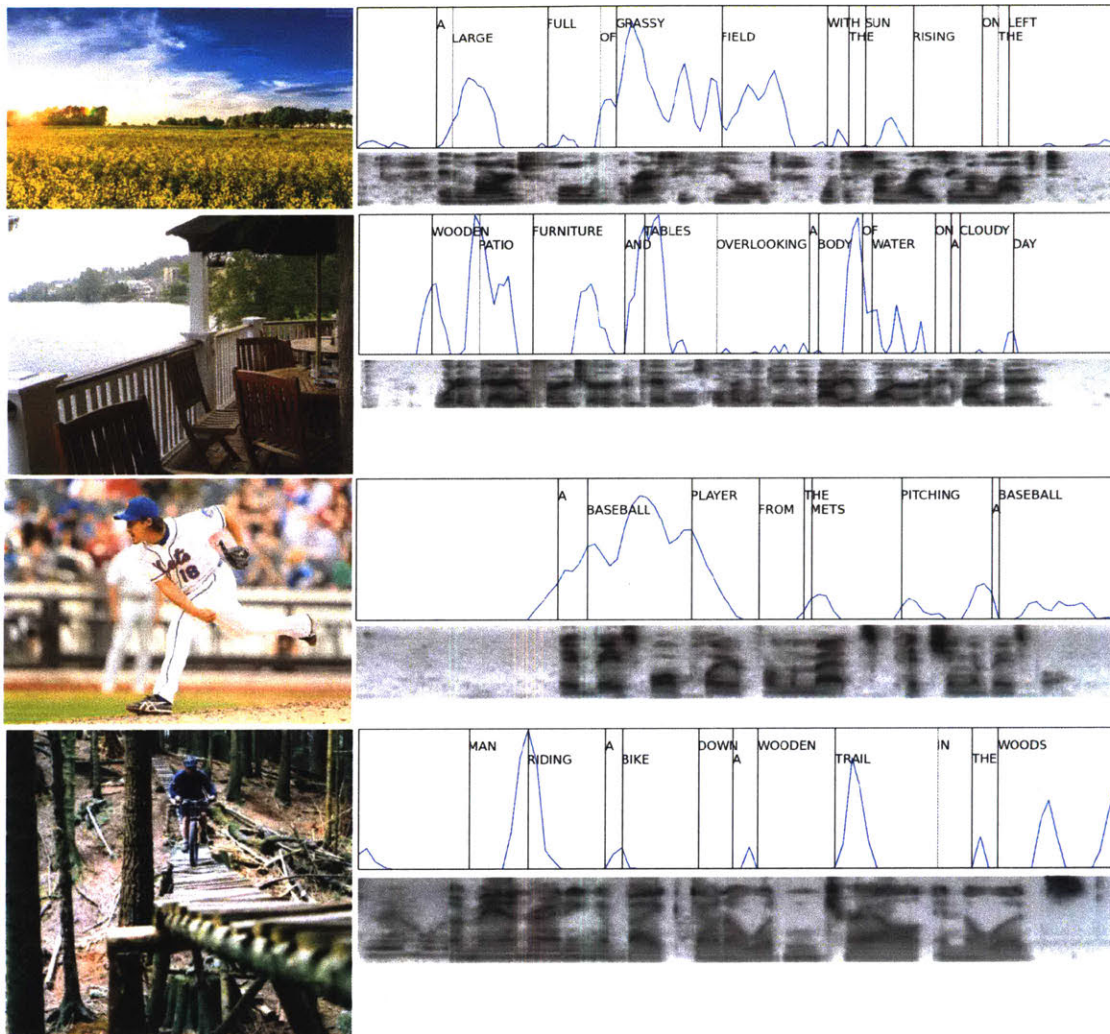 A LARGE FULL OF GRASSY FIELD WITH THE SUN RISING ON THE LEFT
WOODEN PATIO FURNITURE AND TABLES OVERLOOKING A BODY OF WATER ON A CLOUDY DAY
A BASEBALL PLAYER FROM THE METS PITCHING A BASEBALL
Mets
18
MAN RIDING A BIKE DOWN A WOODEN TRAIL IN THE WOODS